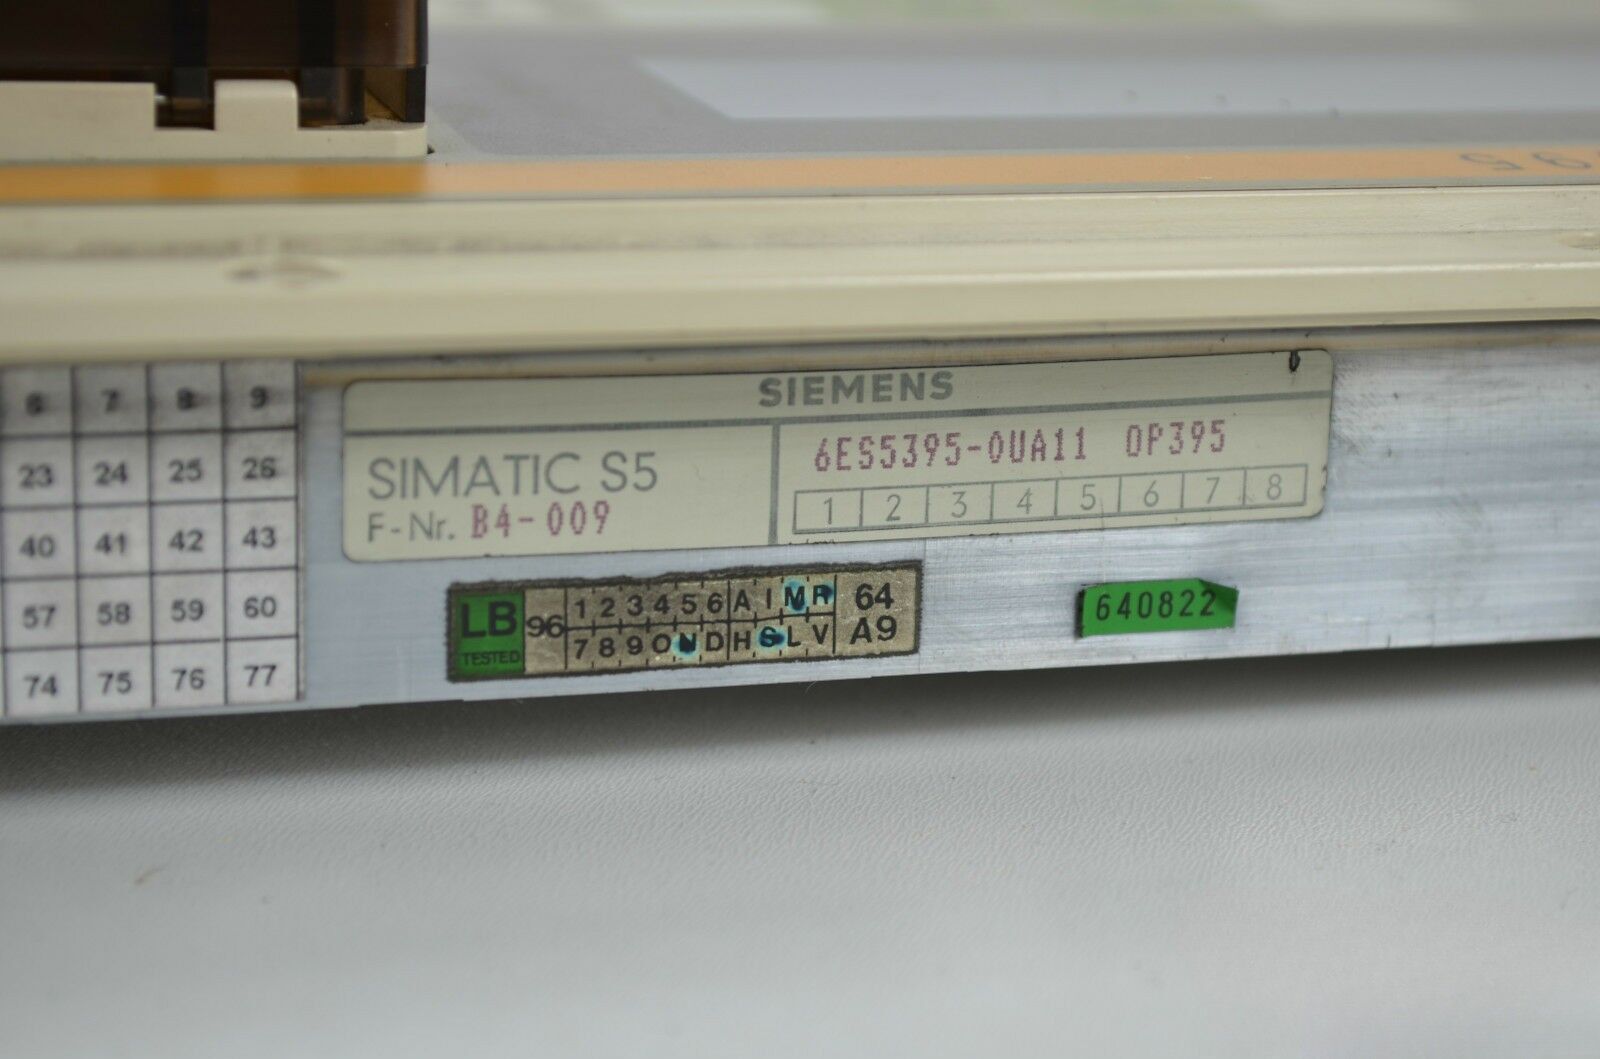 95
6 7 8 9
23 24 25 26
40 41 42 43
57 58 59 60
74 75 76 77
SIEMENS
SIMATIC S5
F-Nr. B4-009
6ES5395-0UA11 OP395
1 2 3 4 5 6 7 8
LB
TESTED
96
1 2 3 4 5 6 A I M R
7 8 9 O N D H S L V
64
A9
640822